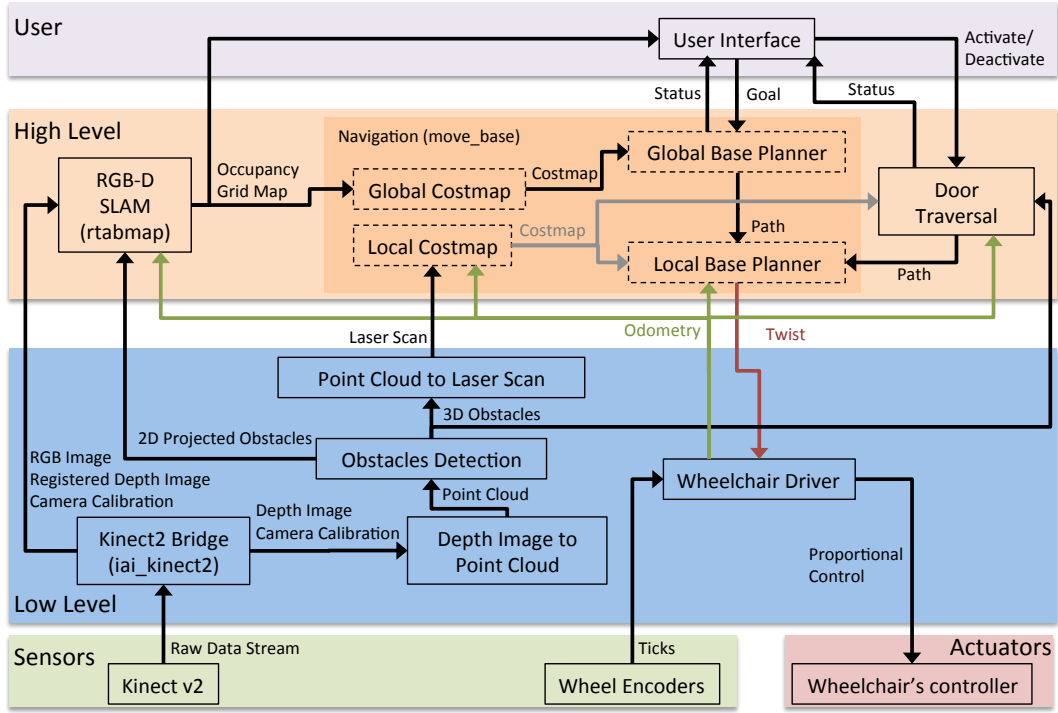 User
User Interface
Activate/
Deactivate
Status
Goal
Status
High Level
Navigation (move_base)
RGB-D
SLAM
(rtabmap)
Occupancy
Grid Map
Global Costmap
Costmap
Global Base Planner
Door
Traversal
Local Costmap
Costmap
Path
Local Base Planner
Path
Odometry
Twist
Laser Scan
Point Cloud to Laser Scan
3D Obstacles
2D Projected Obstacles
Obstacles Detection
RGB Image
Registered Depth Image
Camera Calibration
Point Cloud
Wheelchair Driver
Depth Image
Camera Calibration
Kinect2 Bridge
(iai_kinect2)
Depth Image to
Point Cloud
Proportional
Control
Low Level
Sensors
Raw Data Stream
Ticks
Actuators
Kinect v2
Wheel Encoders
Wheelchair's controller